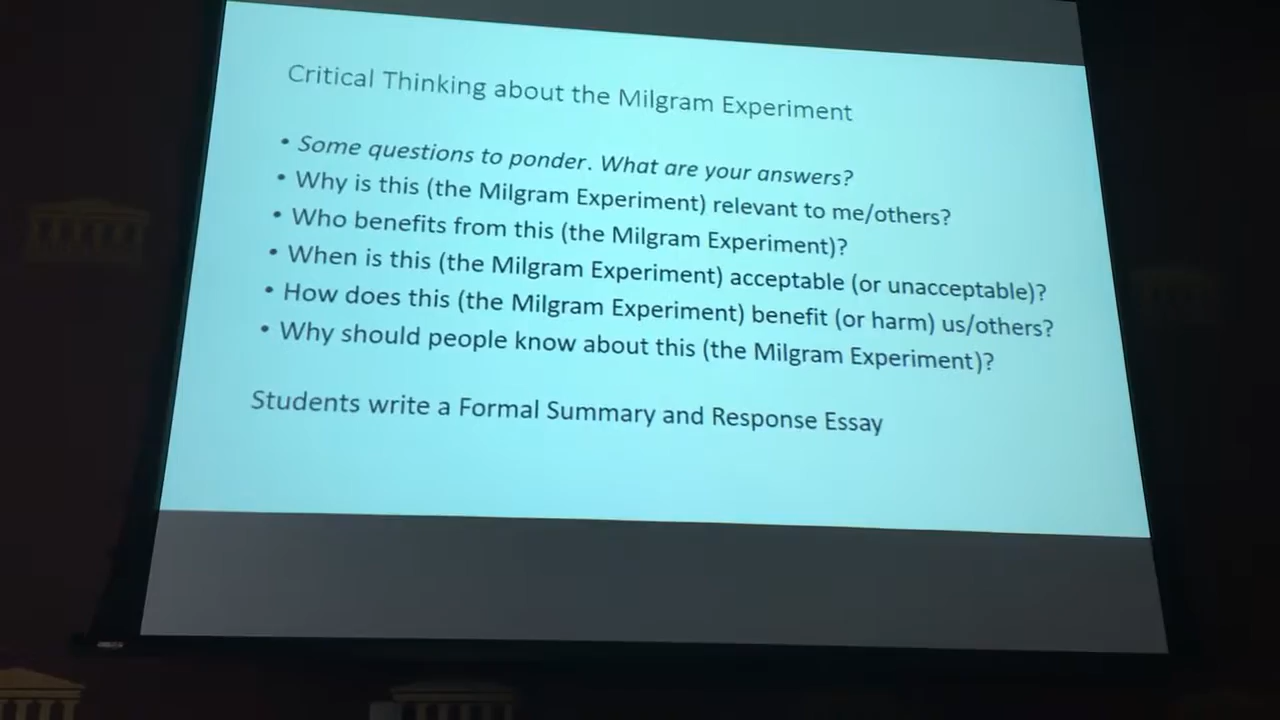 Critical Thinking about the Milgram Experiment
• Some questions to ponder. What are your answers?
• Why is this (the Milgram Experiment) relevant to me/others?
• Who benefits from this (the Milgram Experiment)?
• When is this (the Milgram Experiment) acceptable (or unacceptable)?
• How does this (the Milgram Experiment) benefit (or harm) us/others?
• Why should people know about this (the Milgram Experiment)?
Students write a Formal Summary and Response Essay